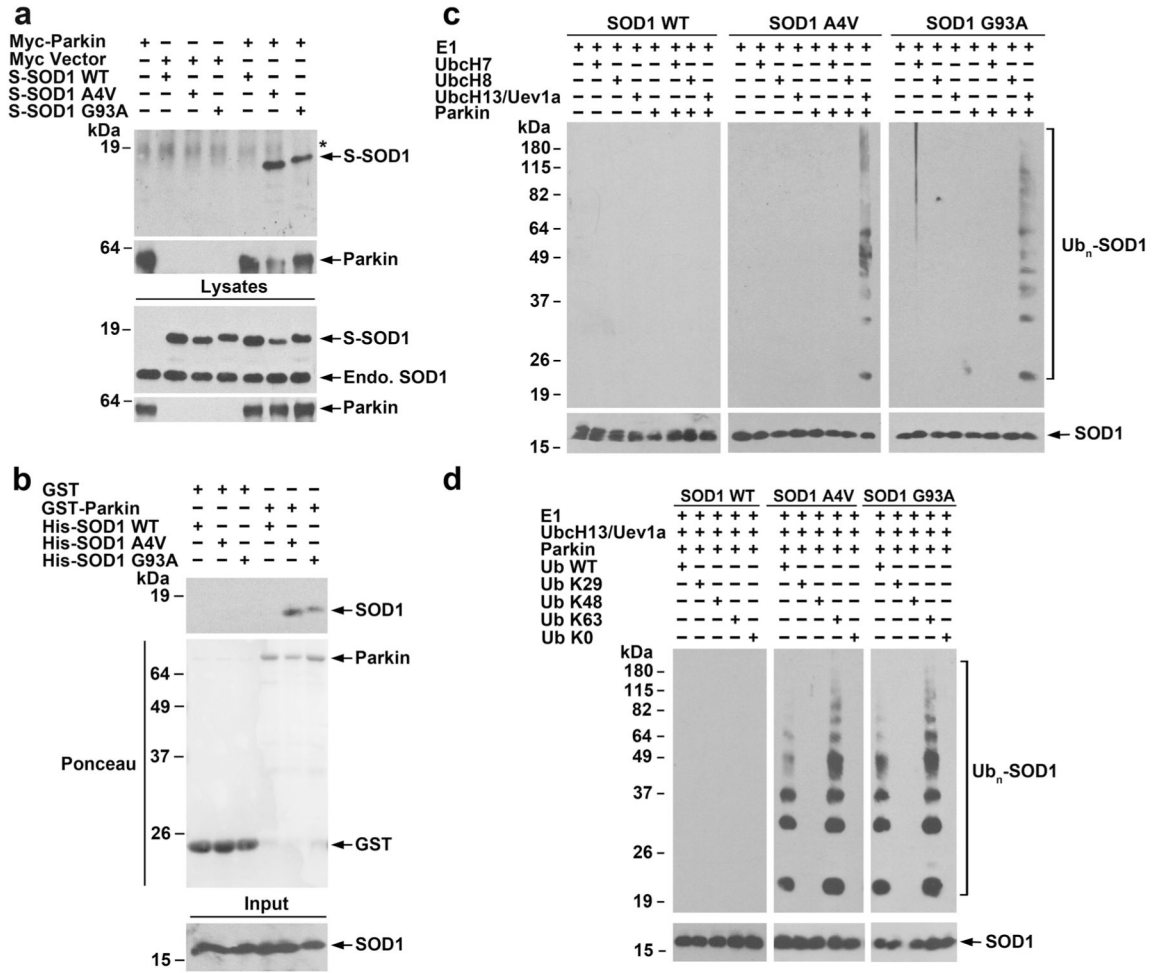 a
Myc-Parkin + – – – + + +
Myc Vector – + + + – – –
S-SOD1 WT – + – – + – –
S-SOD1 A4V – – + – – + –
S-SOD1 G93A – – – + – – +
kDa
19 –
*
S-SOD1
64 –
Parkin
Lysates
19 –
S-SOD1
Endo. SOD1
64 –
Parkin
b
GST + + + – – –
GST-Parkin – – – + + +
His-SOD1 WT + – – + – –
His-SOD1 A4V – + – – + –
His-SOD1 G93A – – + – – +
kDa
19 –
SOD1
Parkin
64 –
49 –
Ponceau
37 –
26 –
GST
Input
SOD1
15 –
c
SOD1 WT SOD1 A4V SOD1 G93A
E1
UbcH7
UbcH8
UbcH13/Uev1a
Parkin
kDa
180 –
115 –
82 –
64 –
49 –
37 –
26 –
19 –
Ubn-SOD1
15 –
SOD1
d
SOD1 WT SOD1 A4V SOD1 G93A
E1 + + + + + + + + + + + + + + +
UbcH13/Uev1a + + + + + + + + + + + + + + +
Parkin + + + + + + + + + + + + + + +
Ub WT + – – – – + – – – – + – – – –
Ub K29 – + – – – – + – – – – + – – –
Ub K48 – – + – – – – + – – – – + – –
Ub K63 – – – + – – – – + – – – – + –
Ub K0 – – – – + – – – – + – – – – +
kDa
180 –
115 –
82 –
64 –
49 –
37 –
26 –
19 –
Ubn-SOD1
15 –
SOD1